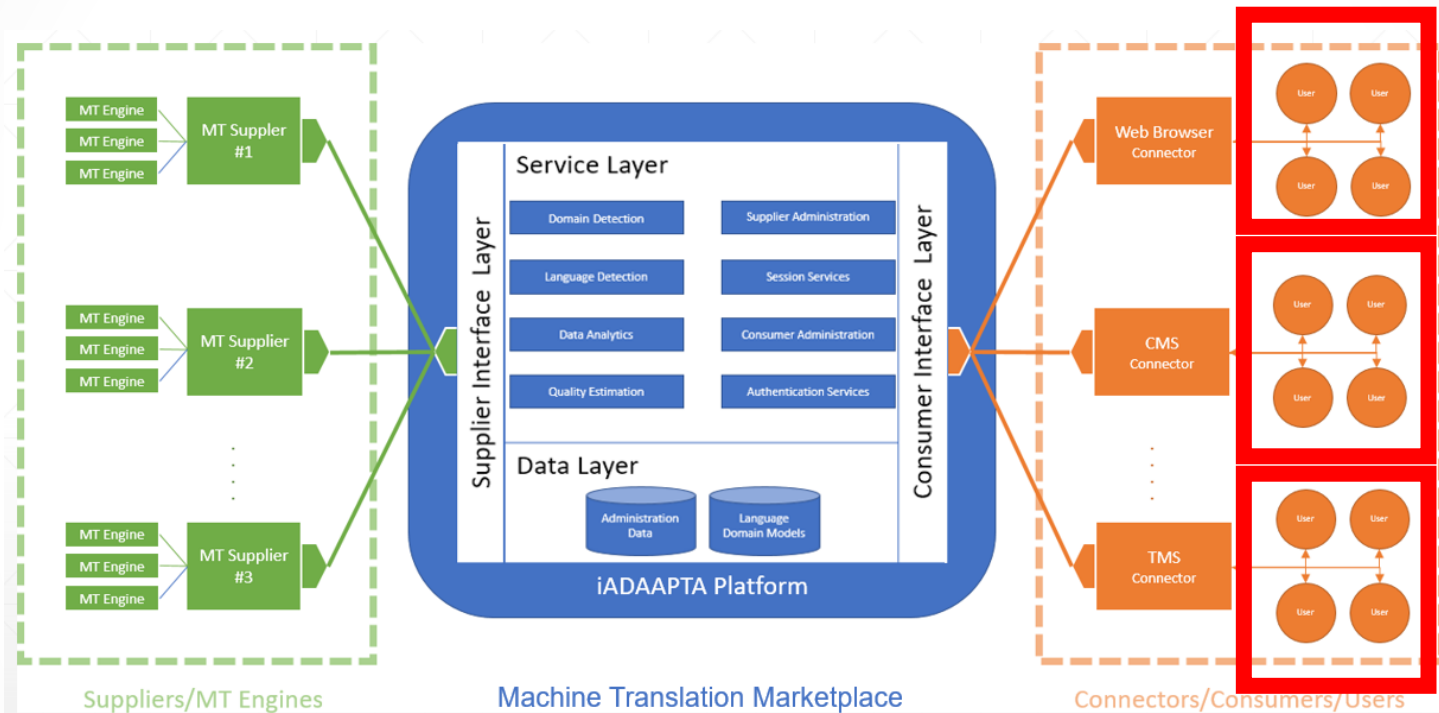 MT Engine
MT Engine
MT Engine
MT Suppler
#1
MT Engine
MT Engine
MT Engine
MT Supplier
#2
MT Engine
MT Engine
MT Engine
MT Supplier
#3
Suppliers/MT Engines
Supplier Interface Layer
Service Layer
Domain Detection
Supplier Administration
Language Detection
Session Services
Data Analytics
Consumer Administration
Quality Estimation
Authentication Services
Data Layer
Administration
Data
Language
Domain Models
Consumer Interface Layer
iADAAPTA Platform
Machine Translation Marketplace
Web Browser
Connector
User
User
User
User
CMS
Connector
User
User
User
User
TMS
Connector
User
User
User
User
Connectors/Consumers/Users